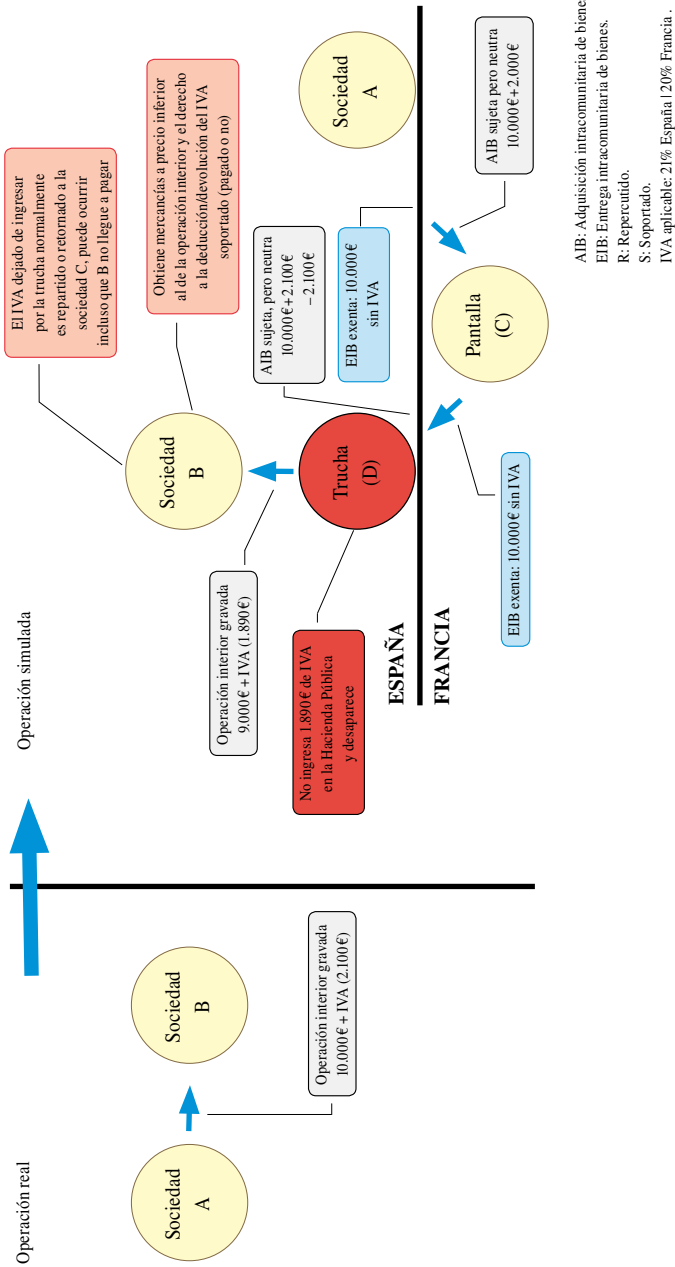 Operación real
Sociedad
A
Sociedad
B
Operación interior gravada
10.000 € + IVA (2.100 €)
Operación simulada
El IVA dejado de ingresar
por la trucha normalmente
es repartido o retornado a la
sociedad C, puede ocurrir
incluso que B no llegue a pagar
Obtiene mercancías a precio inferior
al de la operación interior y el derecho
a la deducción/devolución del IVA
soportado (pagado o no)
Sociedad
B
Operación interior gravada
9.000 € + IVA (1.890 €)
AIB sujeta, pero neutra
10.000 € + 2.100 €
– 2.100 €
EIB exenta: 10.000 €
sin IVA
Sociedad
A
Trucha
(D)
No ingresa 1.890 € de IVA
en la Hacienda Pública
y desaparece
ESPAÑA
FRANCIA
Pantalla
(C)
AIB sujeta pero neutra
10.000 € + 2.000 €
EIB exenta: 10.000 € sin IVA
AIB: Adquisición intracomunitaria de biene
EIB: Entrega intracomunitaria de bienes.
R: Repercutido.
S: Soportado.
IVA aplicable: 21% España | 20% Francia .